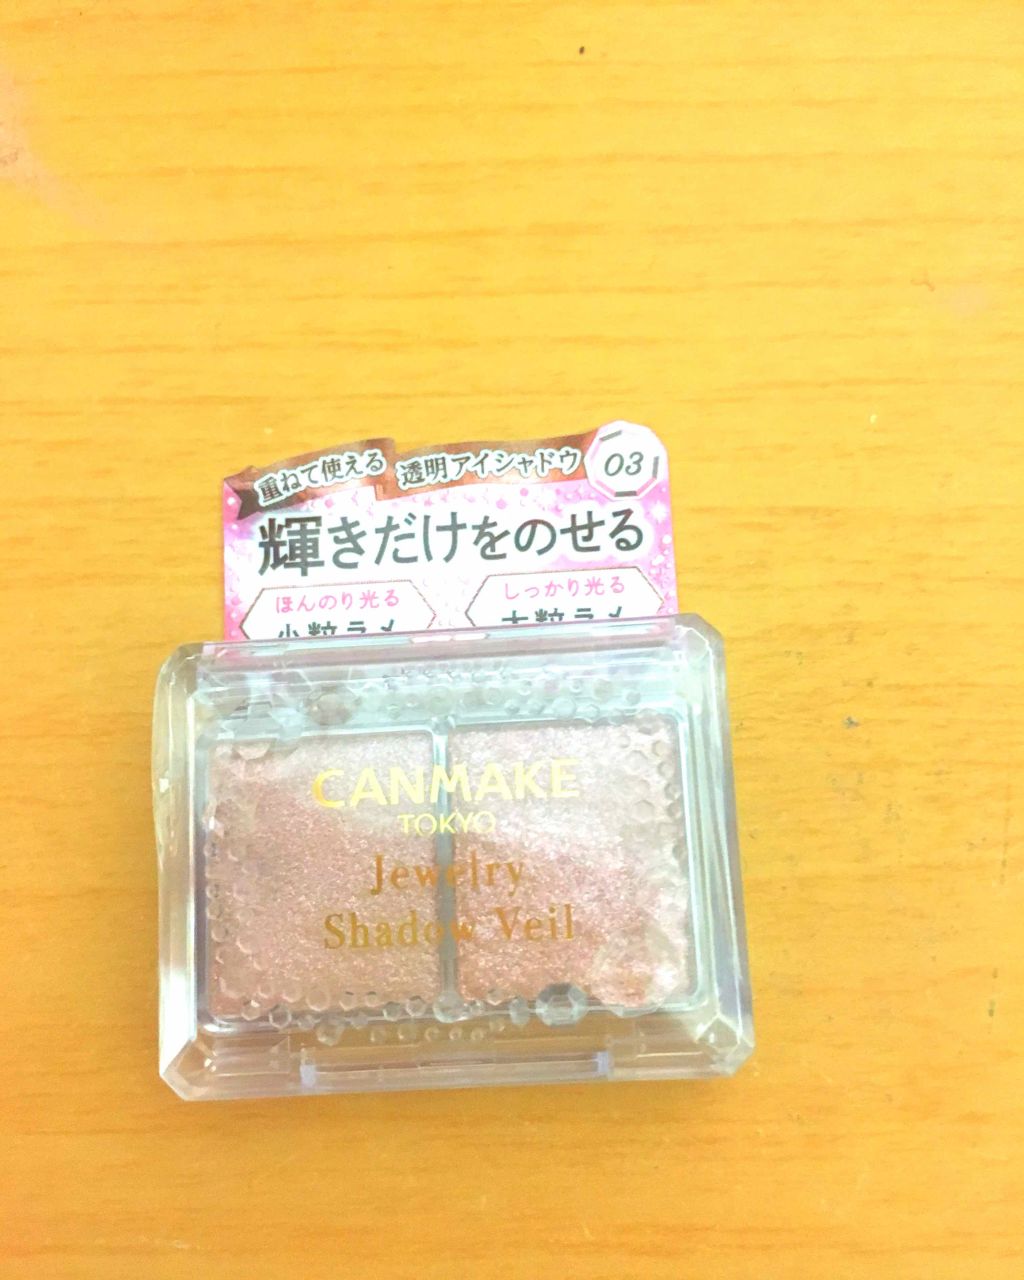 重ねて使える 透明アイシャドウ 03
輝きだけをのせる
ほんのり光る しっかり光る
小粒ラメ 大粒ラメ
CANMAKE
TOKYO
Jewelry
Shadow Veil